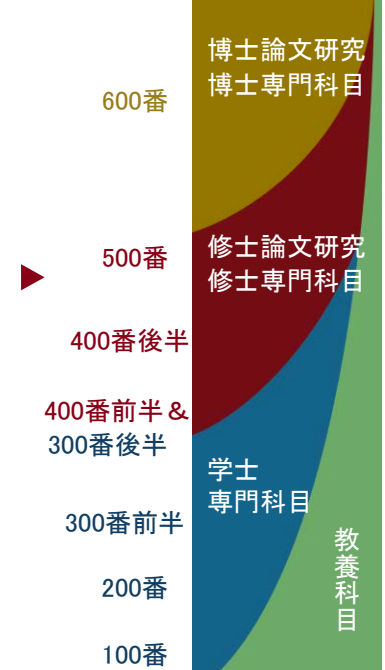 博士論文研究
博士専門科目
600番
修士論文研究
500番
修士専門科目
400番後半
400番前半＆
300番後半
学士
専門科目
300番前半
教養科目
200番
100番